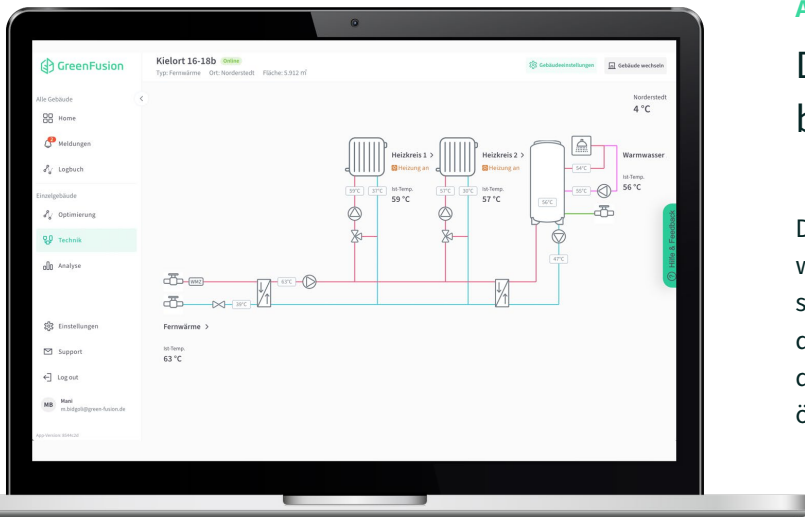 GreenFusion
Kielort 16-18b Online
Typ: Fernwärme Ort: Norderstedt Fläche: 5.912 m²
Gebäudeeinstellungen
Gebäude wechseln
Alle Gebäude
Home
Meldungen
Logbuch
Einzelgebäude
Optimierung
Technik
Analyse
Einstellungen
Support
Log out
MB
Mani
m.bidgoli@green-fusion.de
Norderstedt
4 °C
Heizkreis 1 >
Heizung an
Ist-Temp.
59 °C
59°C
37°C
Heizkreis 2 >
Heizung an
Ist-Temp.
57 °C
57°C
Warmwasser
Ist-Temp.
56 °C
54°C
55°C
56°C
47°C
WMZ
63°C
Fernwärme >
Ist-Temp.
63 °C
Hilfe & Feedback
A
D
b
D
w
s
ö